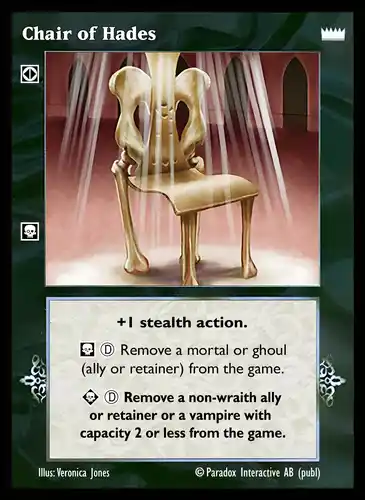 Chair of Hades
+1 stealth action.
Ⓓ Remove a mortal or ghoul
(ally or retainer) from the game.
Ⓓ Remove a non-wraith ally
or retainer or a vampire with
capacity 2 or less from the game.
Illus: Veronica Jones © Paradox Interactive AB (publ)